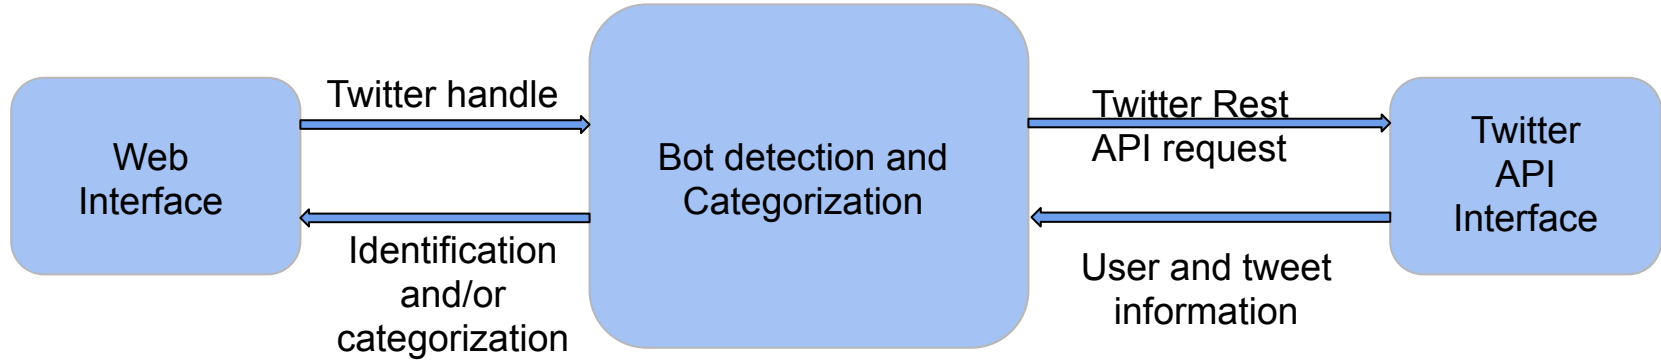 Web
Interface
Twitter handle
Identification
and/or
categorization
Bot detection and
Categorization
Twitter Rest
API request
User and tweet
information
Twitter
API
Interface